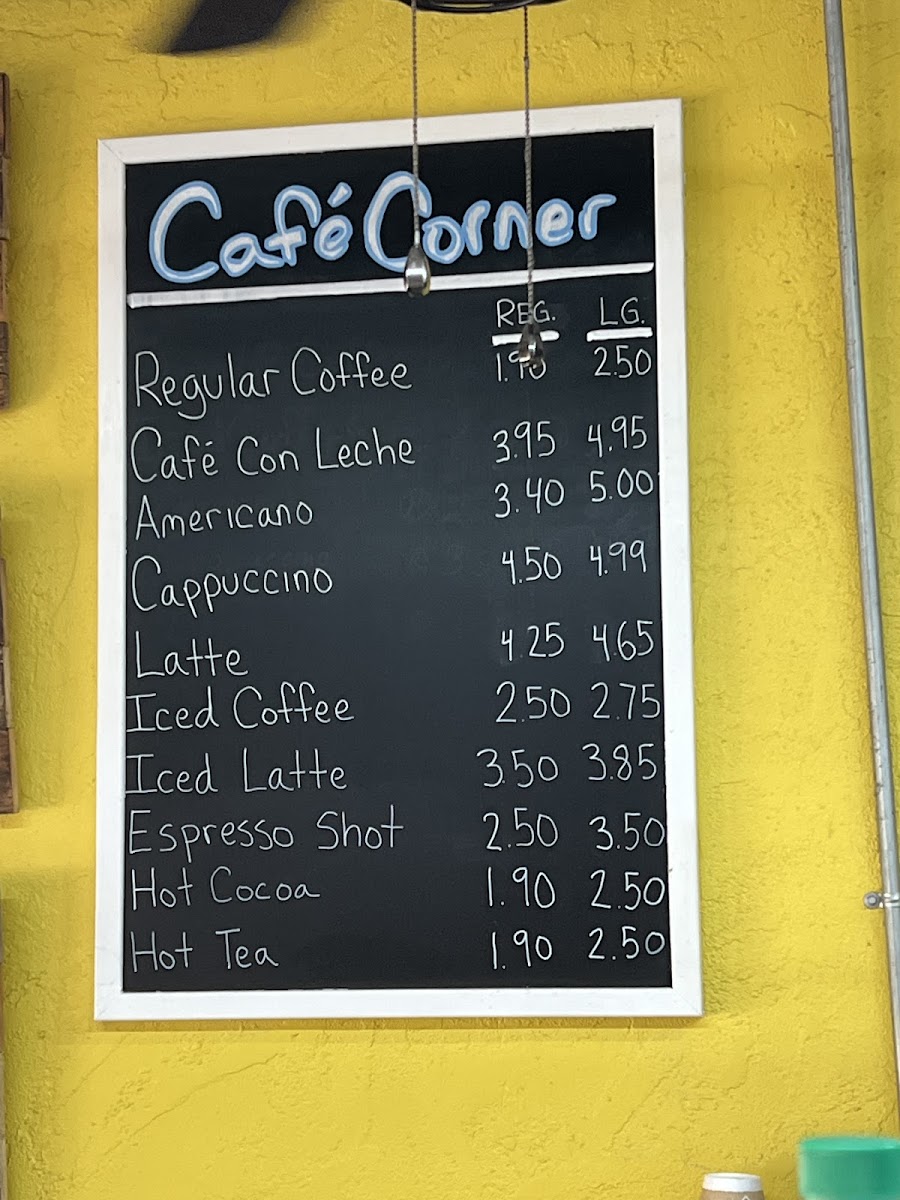 Café Corner
REG. LG.
Regular Coffee 1.90 2.50
Café Con Leche 3.95 4.95
Americano 3.40 5.00
Cappuccino 4.50 4.99
Latte 4.25 4.65
Iced Coffee 2.50 2.75
Iced Latte 3.50 3.85
Espresso Shot 2.50 3.50
Hot Cocoa 1.90 2.50
Hot Tea 1.90 2.50